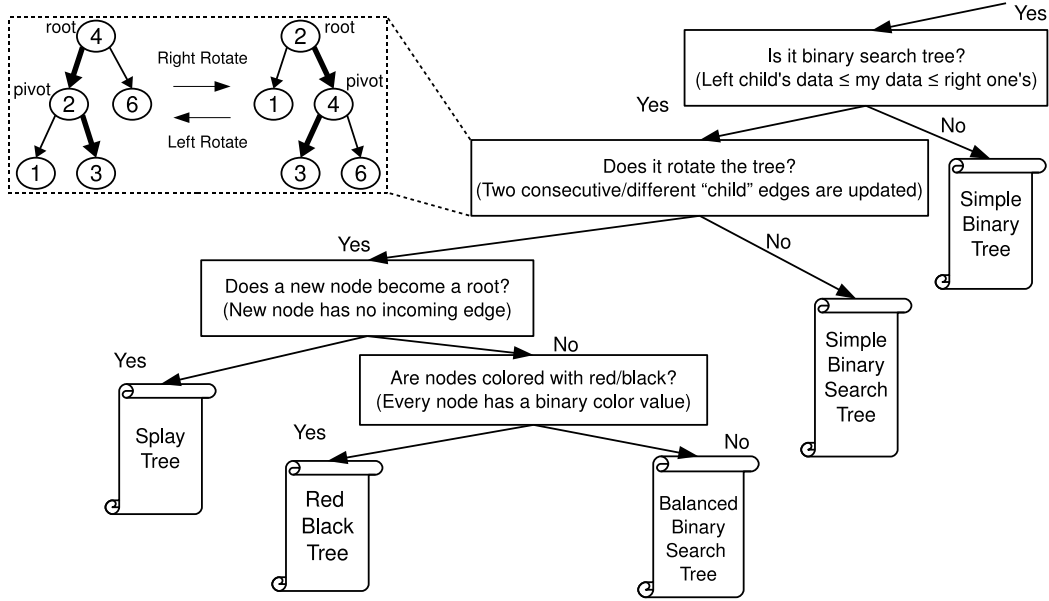 root
4
2
root
Right Rotate
pivot
2
6
1
4
pivot
Left Rotate
1
3
3
6
Yes
Is it binary search tree?
(Left child's data ≤ my data ≤ right one's)
Yes
No
Does it rotate the tree?
(Two consecutive/different “child” edges are updated)
Simple
Binary
Tree
Yes
No
Does a new node become a root?
(New node has no incoming edge)
Simple
Binary
Search
Tree
Yes
No
Are nodes colored with red/black?
(Every node has a binary color value)
Splay
Tree
Yes
No
Red
Black
Tree
Balanced
Binary
Search
Tree